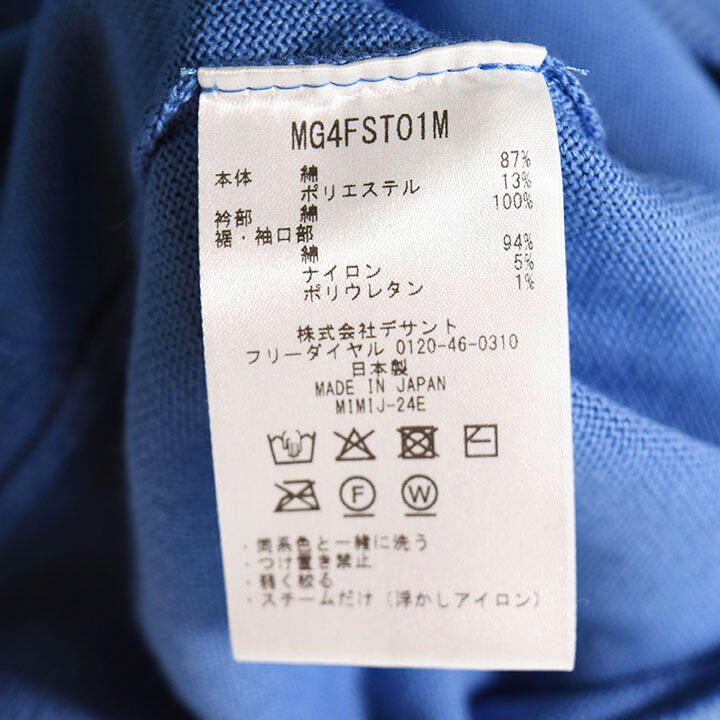 MG4FST01M
本体 綿 87%
ポリエステル 13%
衿部 綿 100%
裾・袖口部
綿 94%
ナイロン 5%
ポリウレタン 1%
株式会社デサント
フリーダイヤル 0120-46-0310
日本製
MADE IN JAPAN
MIMIJ-24E
F W
・同系色と一緒に洗う
・つけ置き禁止
・弱く絞る
・スチームだけ（浮かしアイロン）